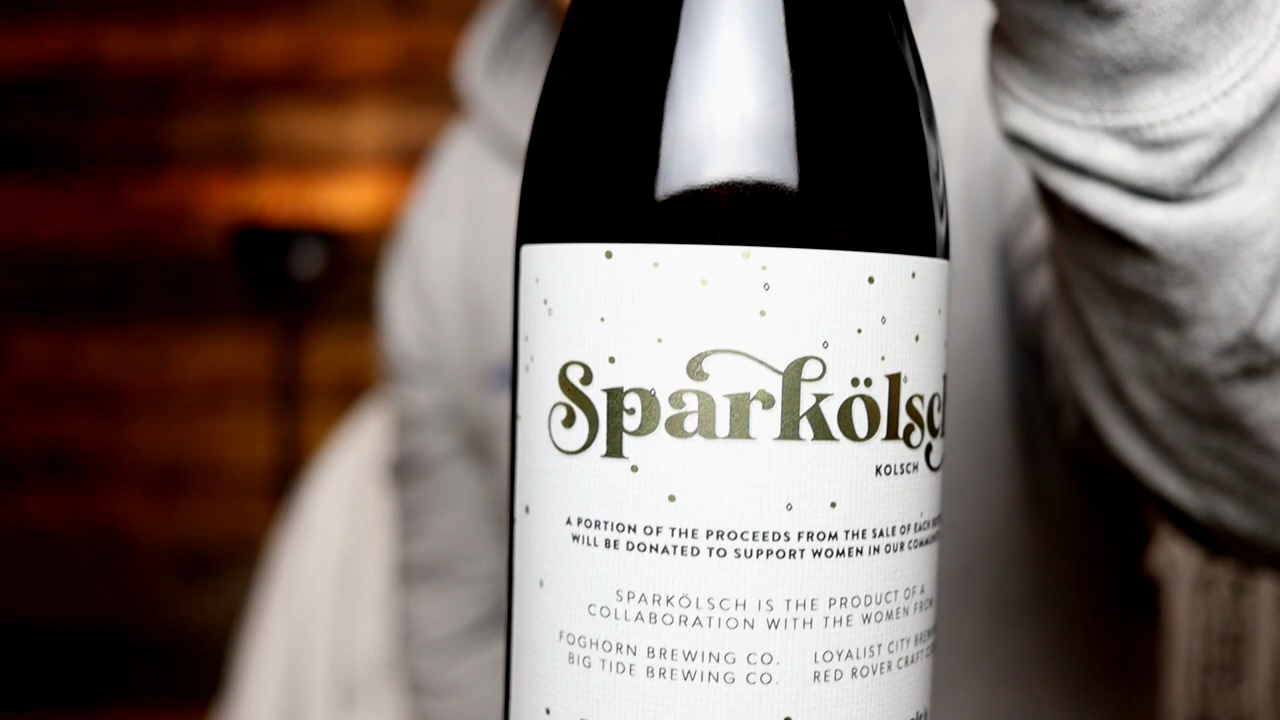 Sparkölsch
KOLSCH
A PORTION OF THE PROCEEDS FROM THE SALE OF EACH
WILL BE DONATED TO SUPPORT WOMEN IN OUR
SPARKÖLSCH IS THE PRODUCT OF A
COLLABORATION WITH THE WOMEN FROM
FOGHORN BREWING CO.
BIG TIDE BREWING CO.
LOYALIST CITY
RED ROVER CRAFT